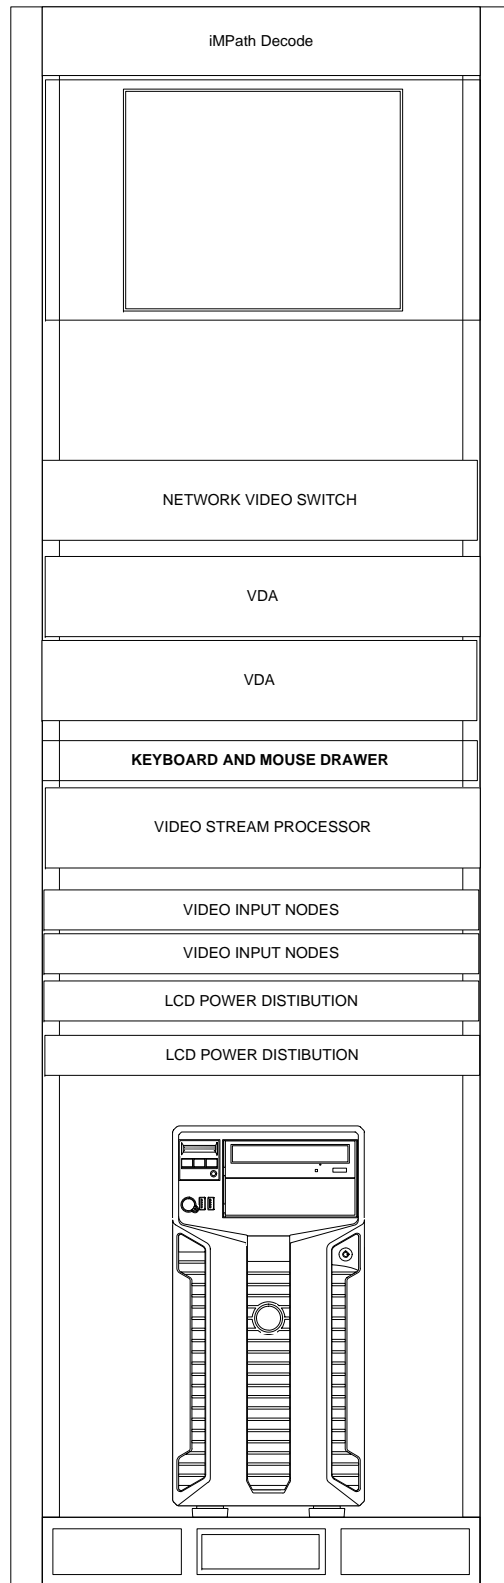 iMPath Decode
NETWORK VIDEO SWITCH
VDA
VDA
KEYBOARD AND MOUSE DRAWER
VIDEO STREAM PROCESSOR
VIDEO INPUT NODES
VIDEO INPUT NODES
LCD POWER DISTIBUTION
LCD POWER DISTIBUTION